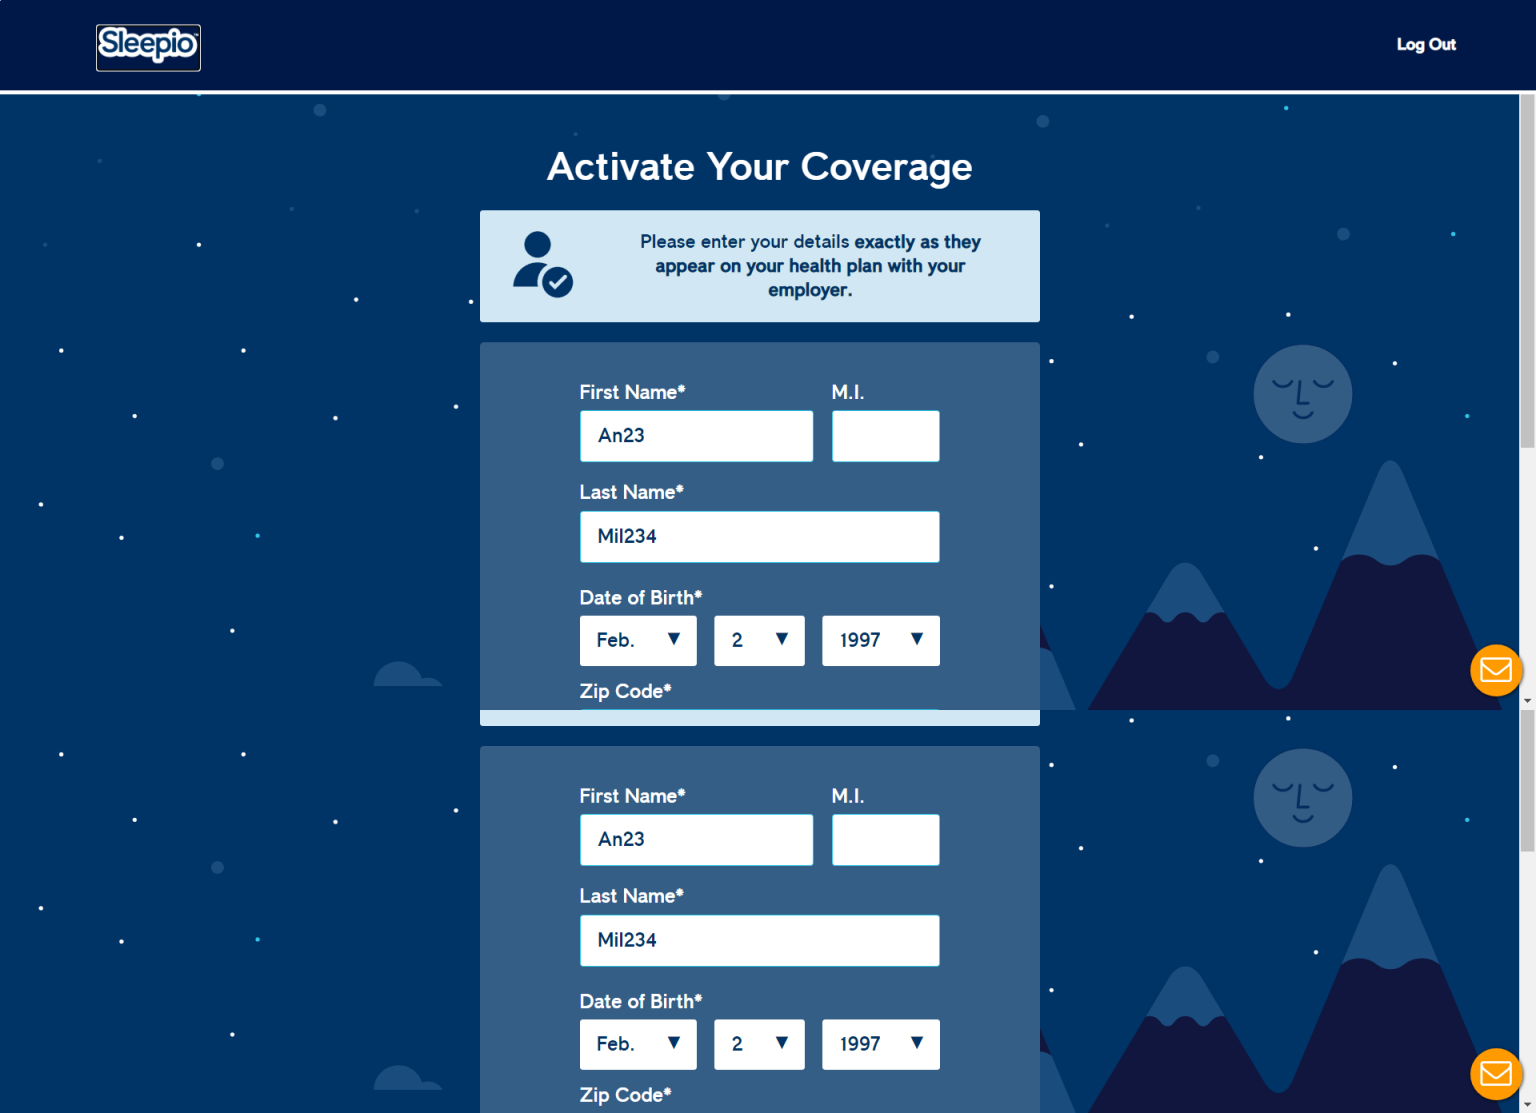 Sleepio™
Log Out
Activate Your Coverage
Please enter your details exactly as they
appear on your health plan with your
employer.
First Name* M.I.
An23
Last Name*
Mil234
Date of Birth*
Feb. ▼ 2 ▼ 1997 ▼
Zip Code*
First Name* M.I.
An23
Last Name*
Mil234
Date of Birth*
Feb. ▼ 2 ▼ 1997 ▼
Zip Code*